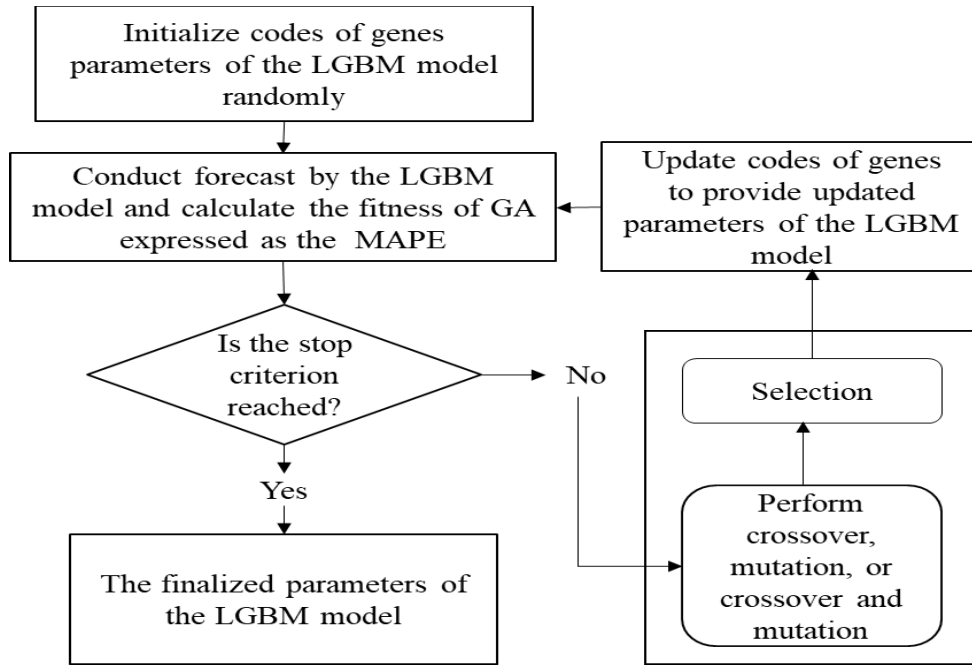 Initialize codes of genes
parameters of the LGBM model
randomly
Conduct forecast by the LGBM
model and calculate the fitness of GA
expressed as the MAPE
Update codes of genes
to provide updated
parameters of the LGBM
model
Is the stop
criterion
reached?
No
Selection
Yes
Perform
crossover,
mutation, or
crossover and
mutation
The finalized parameters of
the LGBM model